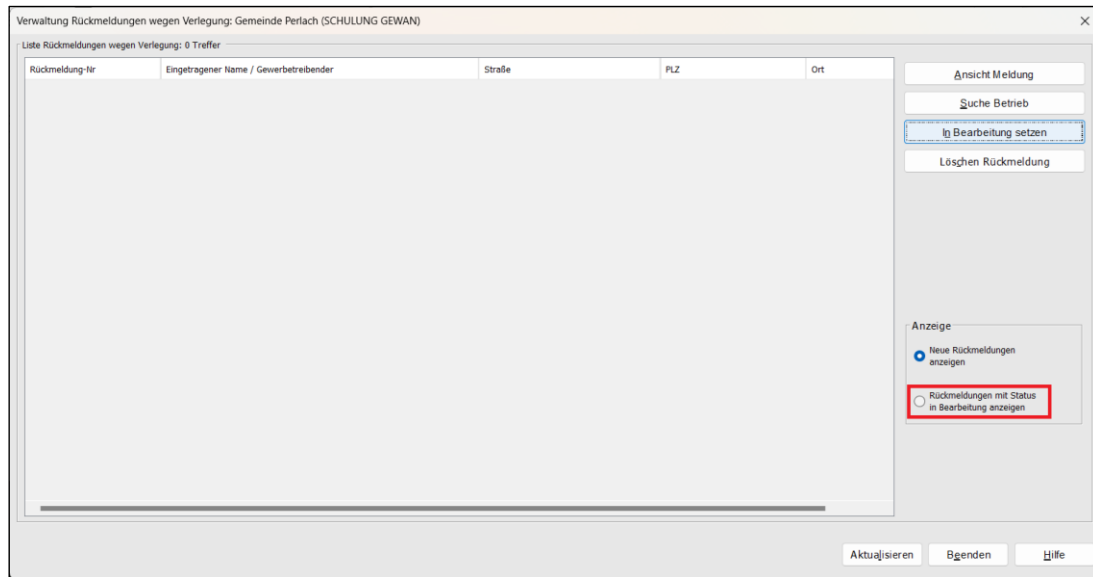 Verwaltung Rückmeldungen wegen Verlegung: Gemeinde Perlach (SCHULUNG GEWAN)
Liste Rückmeldungen wegen Verlegung: 0 Treffer
Rückmeldung-Nr Eingetragener Name / Gewerbetreibender Straße PLZ Ort
Ansicht Meldung
Suche Betrieb
In Bearbeitung setzen
Löschen Rückmeldung
Anzeige
Neue Rückmeldungen
anzeigen
Rückmeldungen mit Status
in Bearbeitung anzeigen
Aktualisieren Beenden Hilfe